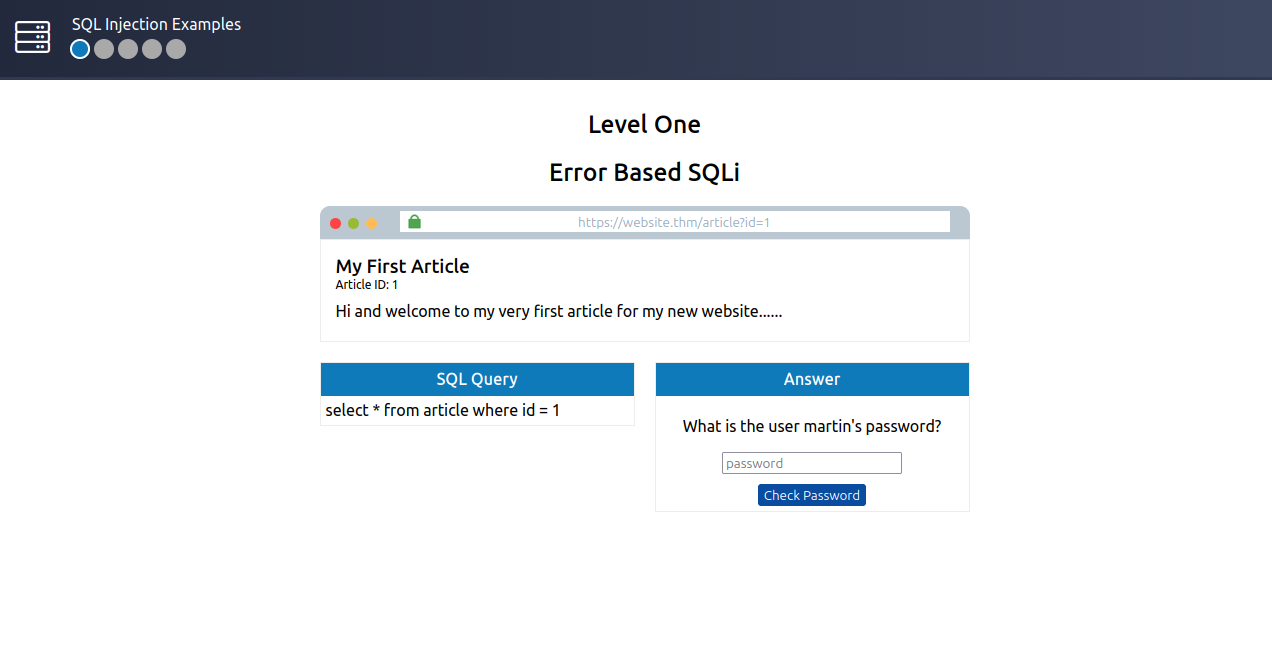 SQL Injection Examples
Level One
Error Based SQLi
https://website.thm/article?id=1
My First Article
Article ID: 1
Hi and welcome to my very first article for my new website......
SQL Query
select * from article where id = 1
Answer
What is the user martin's password?
password
Check Password